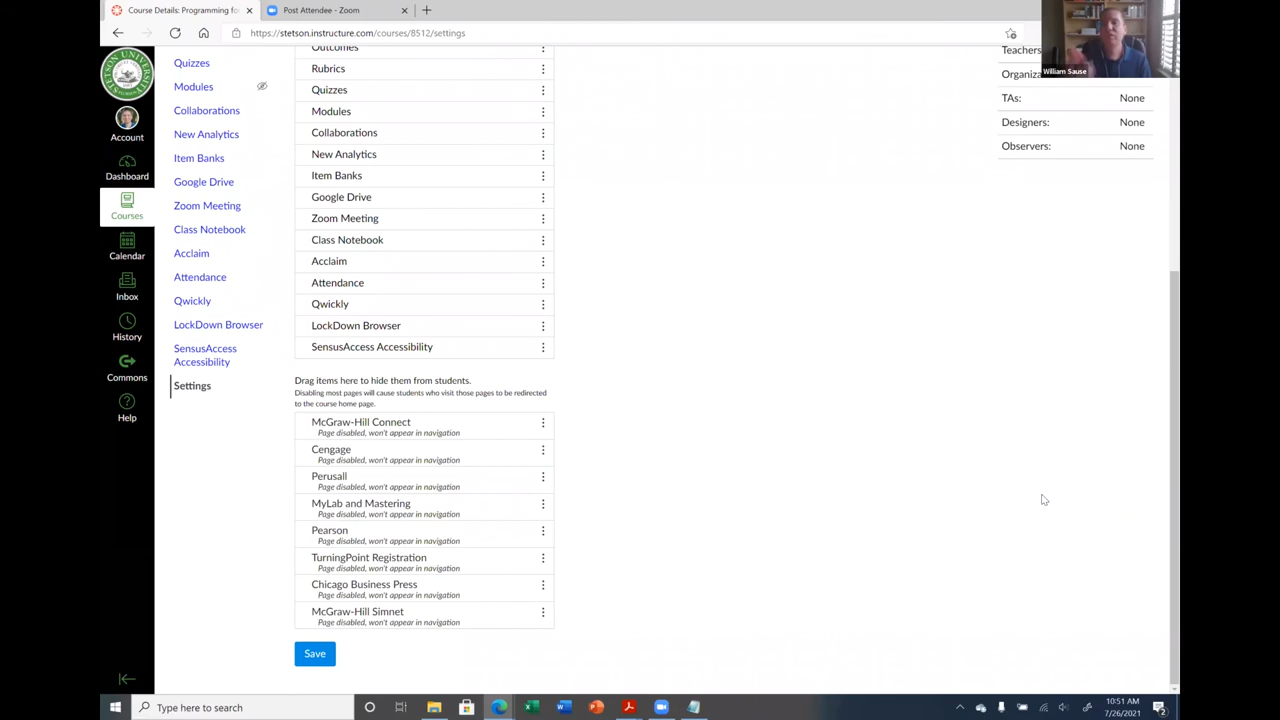 Course Details: Programming fo
Post Attendee - Zoom
https://stetson.instructure.com/courses/8512/settings
William Sause
STETSON UNIVERSITY
Account
Dashboard
Courses
Calendar
Inbox
History
Commons
Help
Quizzes
Modules
Collaborations
New Analytics
Item Banks
Google Drive
Zoom Meeting
Class Notebook
Acclaim
Attendance
Qwickly
LockDown Browser
SensusAccess
Accessibility
Settings
Outcomes
Rubrics
Quizzes
Modules
Collaborations
New Analytics
Item Banks
Google Drive
Zoom Meeting
Class Notebook
Acclaim
Attendance
Qwickly
LockDown Browser
SensusAccess Accessibility
Drag items here to hide them from students.
Disabling most pages will cause students who visit those pages to be redirected
to the course home page.
McGraw-Hill Connect
Page disabled, won't appear in navigation
Cengage
Page disabled, won't appear in navigation
Perusall
Page disabled, won't appear in navigation
MyLab and Mastering
Page disabled, won't appear in navigation
Pearson
Page disabled, won't appear in navigation
TurningPoint Registration
Page disabled, won't appear in navigation
Chicago Business Press
Page disabled, won't appear in navigation
McGraw-Hill Simnet
Page disabled, won't appear in navigation
Save
Teachers
Organiz
TAs: None
Designers: None
Observers: None
Type here to search
10:51 AM
7/26/2021
2